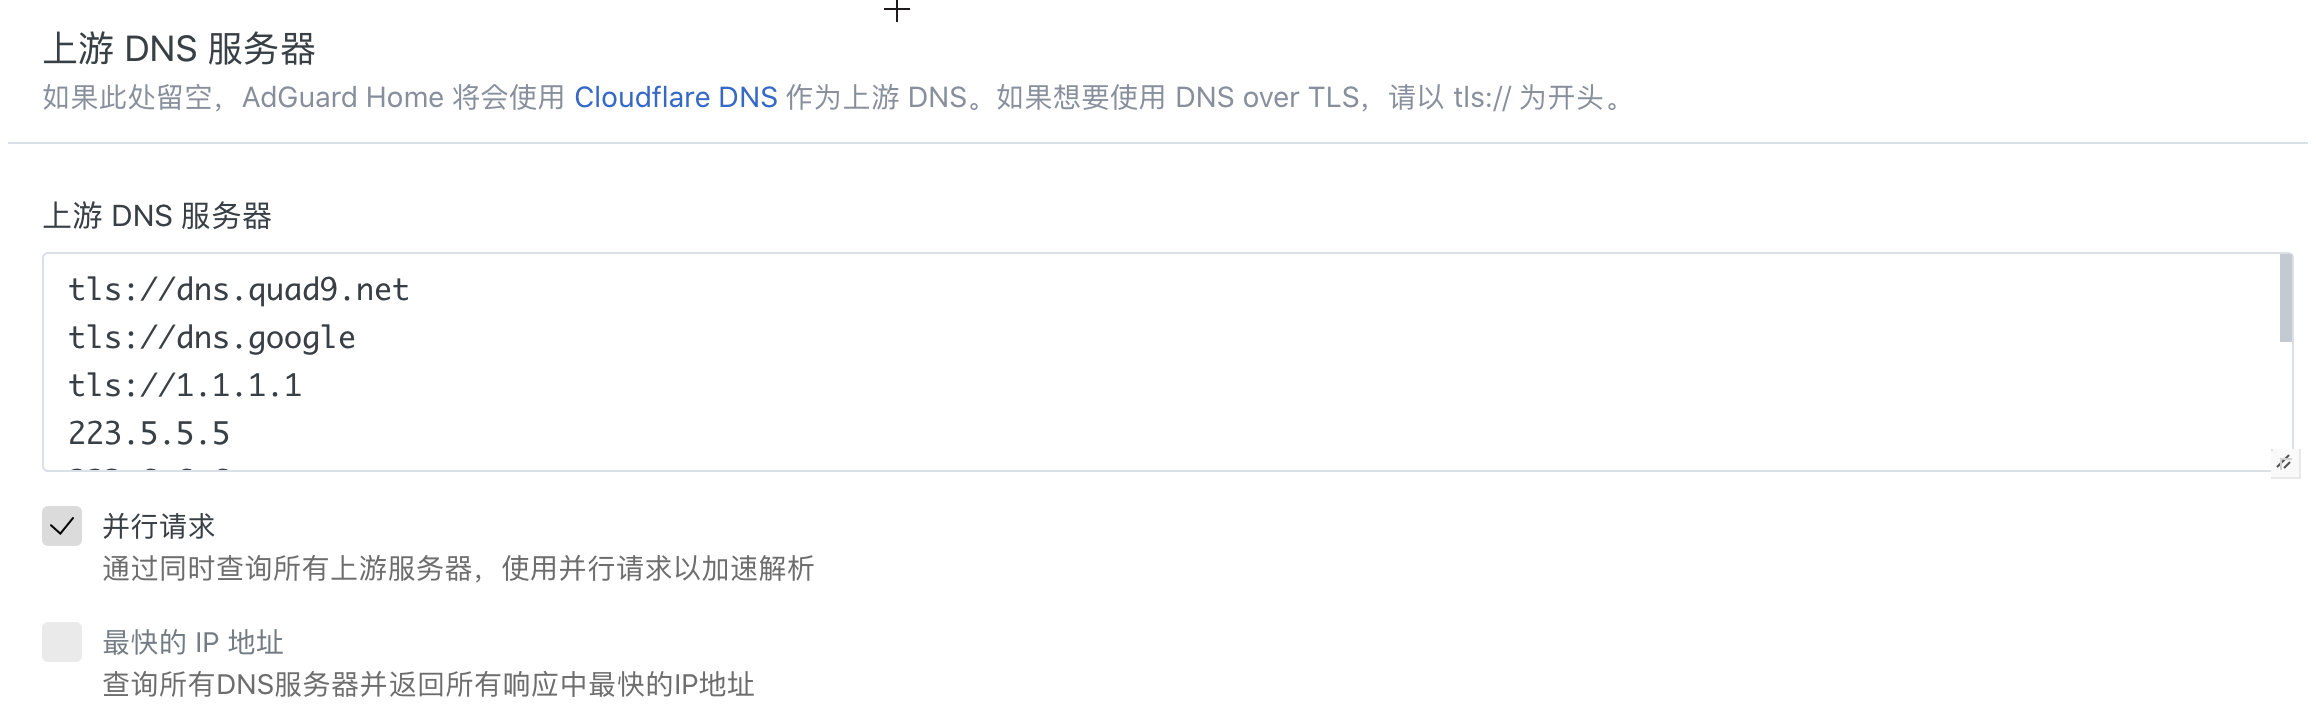 上游 DNS 服务器
如果此处留空，AdGuard Home 将会使用 Cloudflare DNS 作为上游 DNS。如果想要使用 DNS over TLS，请以 tls:// 为开头。
上游 DNS 服务器
tls://dns.quad9.net
tls://dns.google
tls://1.1.1.1
223.5.5.5
并行请求
通过同时查询所有上游服务器，使用并行请求以加速解析
最快的 IP 地址
查询所有DNS服务器并返回所有响应中最快的IP地址